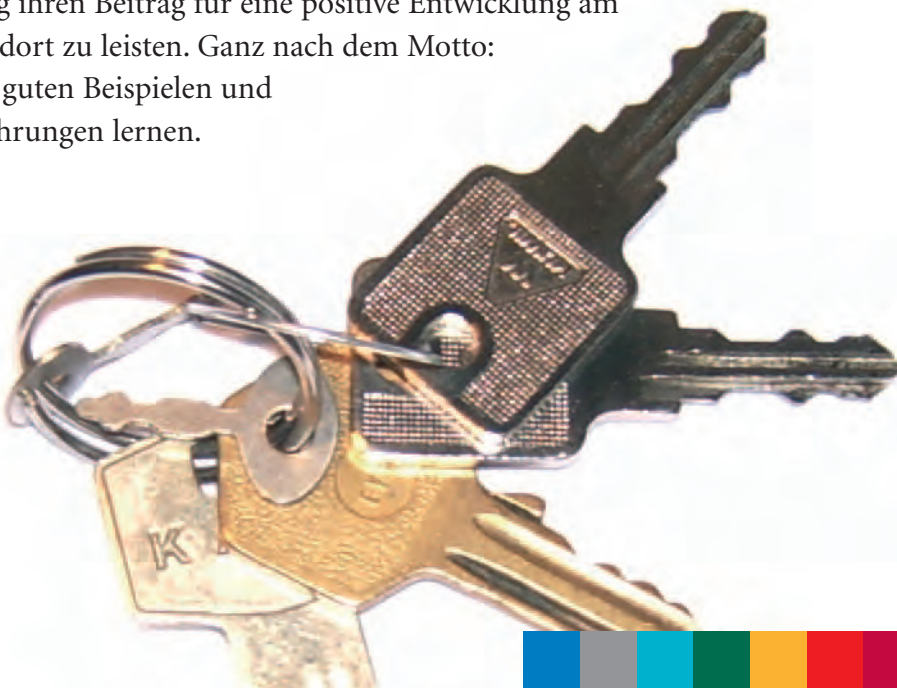 g ihren Beitrag für eine positive Entwicklung am
dort zu leisten. Ganz nach dem Motto:
guten Beispielen und
hrungen lernen.
K